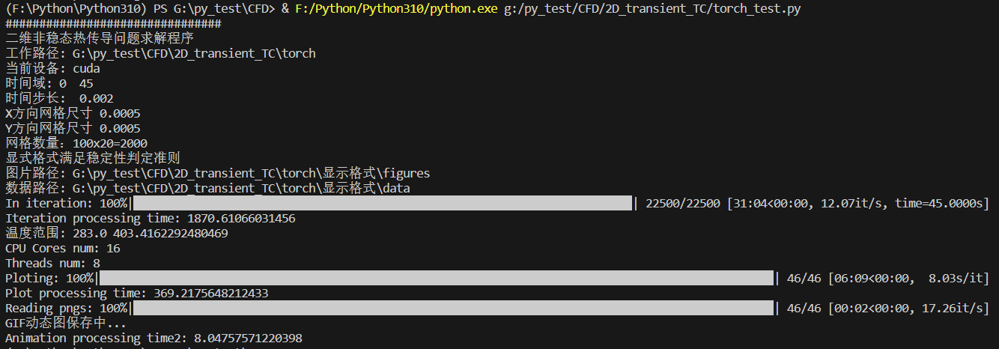 (F:\Python\Python310) PS G:\py_test\CFD> & F:/Python/Python310/python.exe g:/py_test/CFD/2D_transient_TC/torch_test.py
################################
二维非稳态热传导问题求解程序
工作路径: G:\py_test\CFD\2D_transient_TC\torch
当前设备: cuda
时间域: 0  45
时间步长:  0.002
X方向网格尺寸 0.0005
Y方向网格尺寸 0.0005
网格数量：100x20=2000
显式格式满足稳定性判定准则
图片路径: G:\py_test\CFD\2D_transient_TC\torch\显示格式\figures
数据路径: G:\py_test\CFD\2D_transient_TC\torch\显示格式\data
In iteration: 100%| | 22500/22500 [31:04<00:00, 12.07it/s, time=45.0000s]
Iteration processing time: 1870.61066031456
温度范围: 283.0 403.4162292480469
CPU Cores num: 16
Threads num: 8
Ploting: 100%| | 46/46 [06:09<00:00,  8.03s/it]
Plot processing time: 369.2175648212433
Reading pngs: 100%| | 46/46 [00:02<00:00, 17.26it/s]
GIF动态图保存中...
Animation processing time2: 8.04757571220398